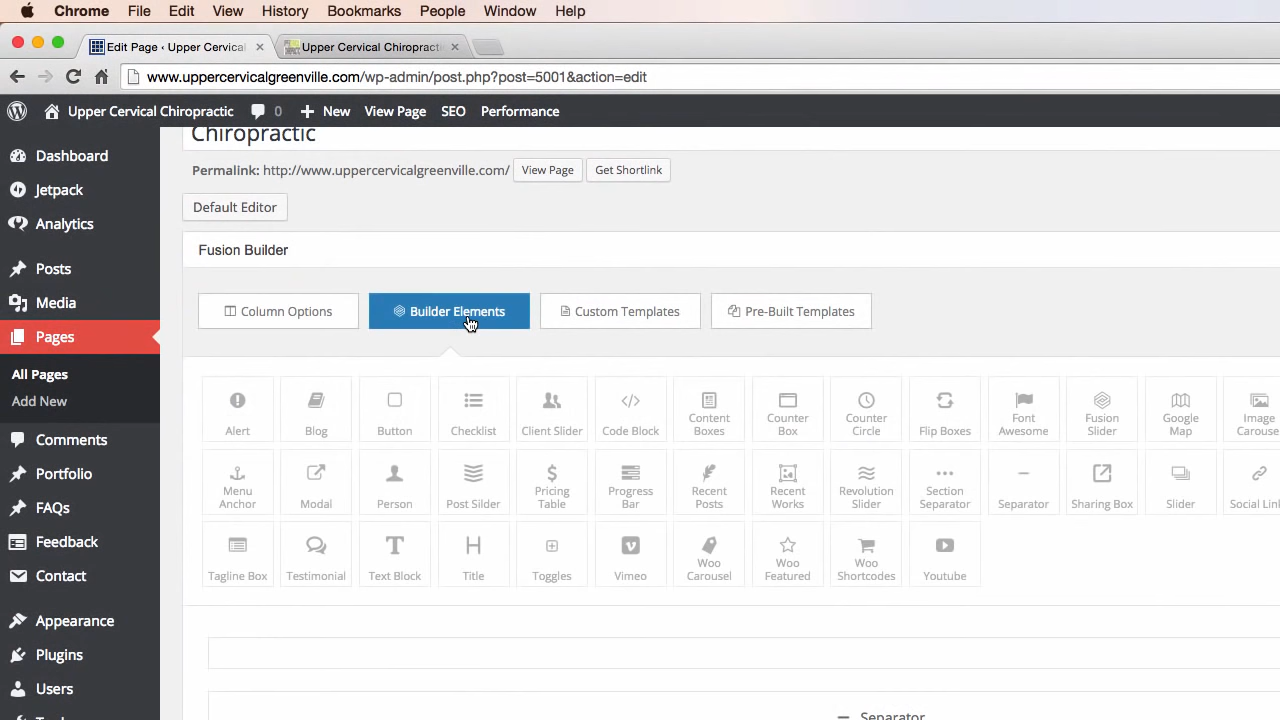 Chrome File Edit View History Bookmarks People Window Help
Edit Page ‹ Upper Cervical
Upper Cervical Chiropracti
www.uppercervicalgreenville.com/wp-admin/post.php?post=5001&action=edit
Upper Cervical Chiropractic 0 New View Page SEO Performance
Chiropractic
Dashboard
Permalink: http://www.uppercervicalgreenville.com/ View Page Get Shortlink
Jetpack
Default Editor
Analytics
Fusion Builder
Posts
Media
Column Options Builder Elements Custom Templates Pre-Built Templates
Pages
All Pages
Add New
Alert Blog Button Checklist Client Slider Code Block Content Boxes Counter Box Counter Circle Flip Boxes Font Awesome Fusion Slider Google Map Image Carouse
Comments
Portfolio
Menu Anchor Modal Person Post Silder Pricing Table Progress Bar Recent Posts Recent Works Revolution Slider Section Separator Separator Sharing Box Slider Social Link
FAQs
Feedback
Tagline Box Testimonial Text Block Title Toggles Vimeo Woo Carousel Woo Featured Woo Shortcodes Youtube
Contact
Appearance
Plugins
Users
Separator